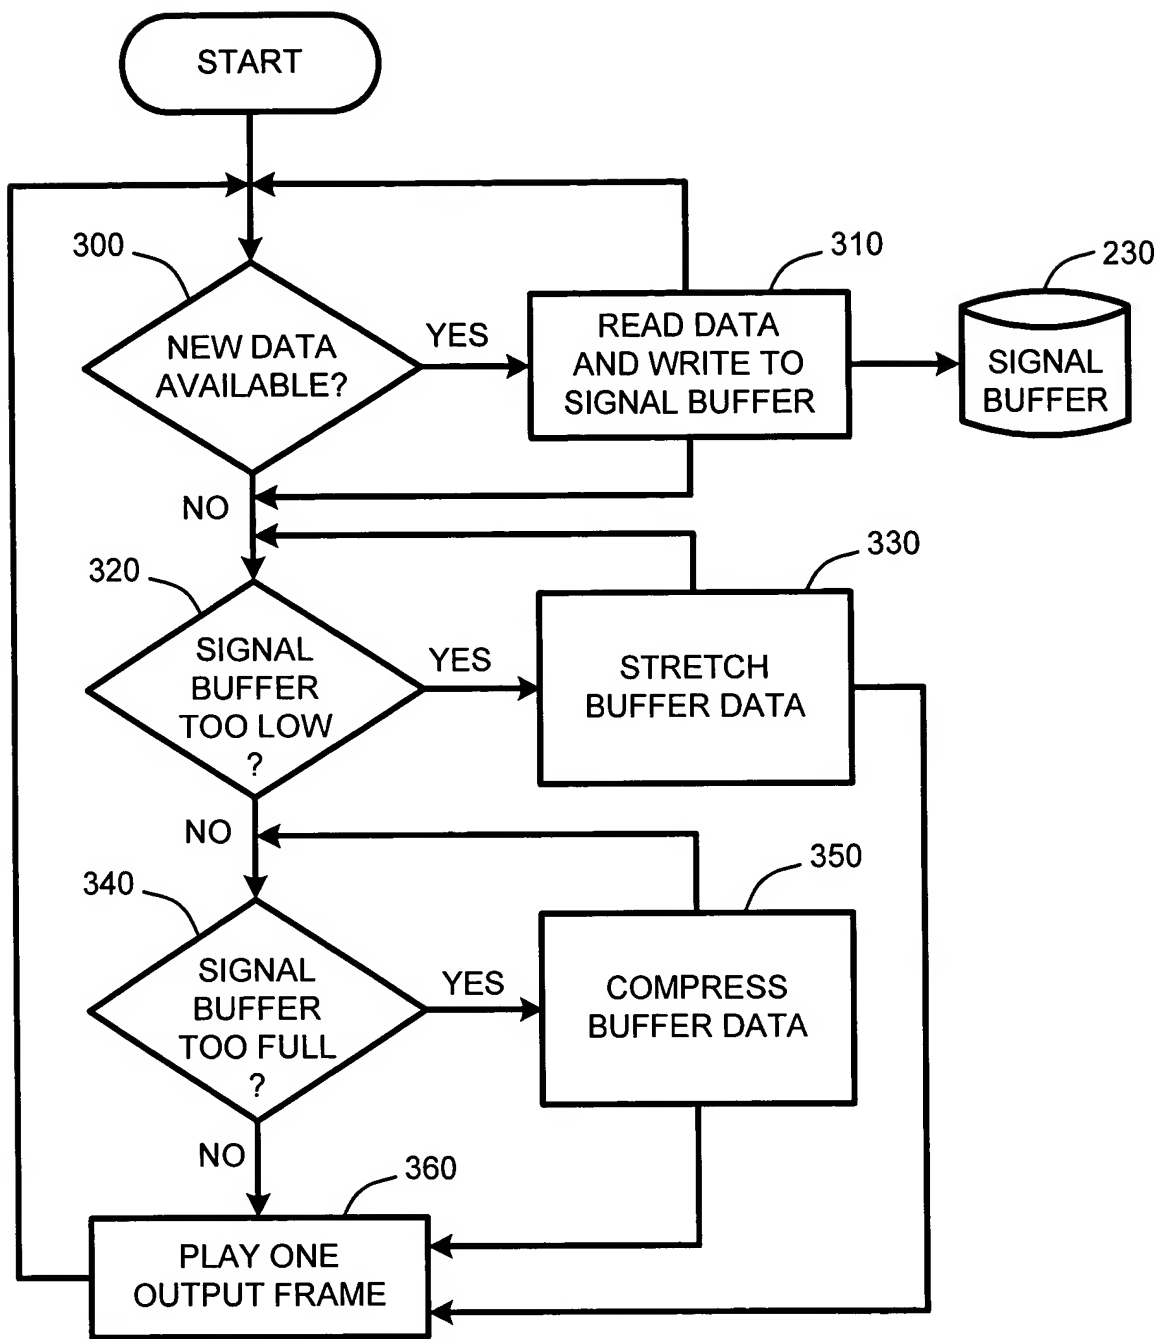 START
300
NEW DATA
AVAILABLE?
YES
310
READ DATA
AND WRITE TO
SIGNAL BUFFER
230
SIGNAL
BUFFER
NO
320
SIGNAL
BUFFER
TOO LOW
?
YES
330
STRETCH
BUFFER DATA
NO
340
SIGNAL
BUFFER
TOO FULL
?
YES
350
COMPRESS
BUFFER DATA
NO
360
PLAY ONE
OUTPUT FRAME